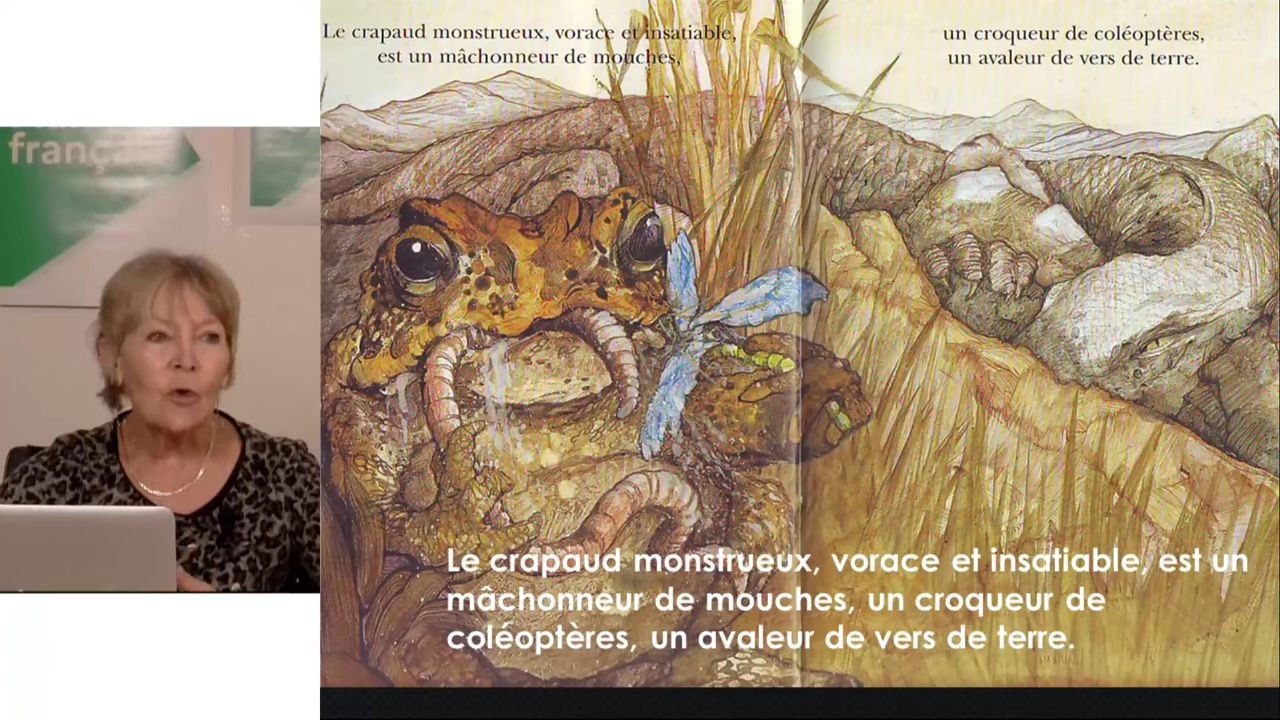 Le crapaud monstrueux, vorace et insatiable,
est un mâchonneur de mouches,
un croqueur de coléoptères,
un avaleur de vers de terre.
Le crapaud monstrueux, vorace et insatiable, est un
mâchonneur de mouches, un croqueur de
coléoptères, un avaleur de vers de terre.